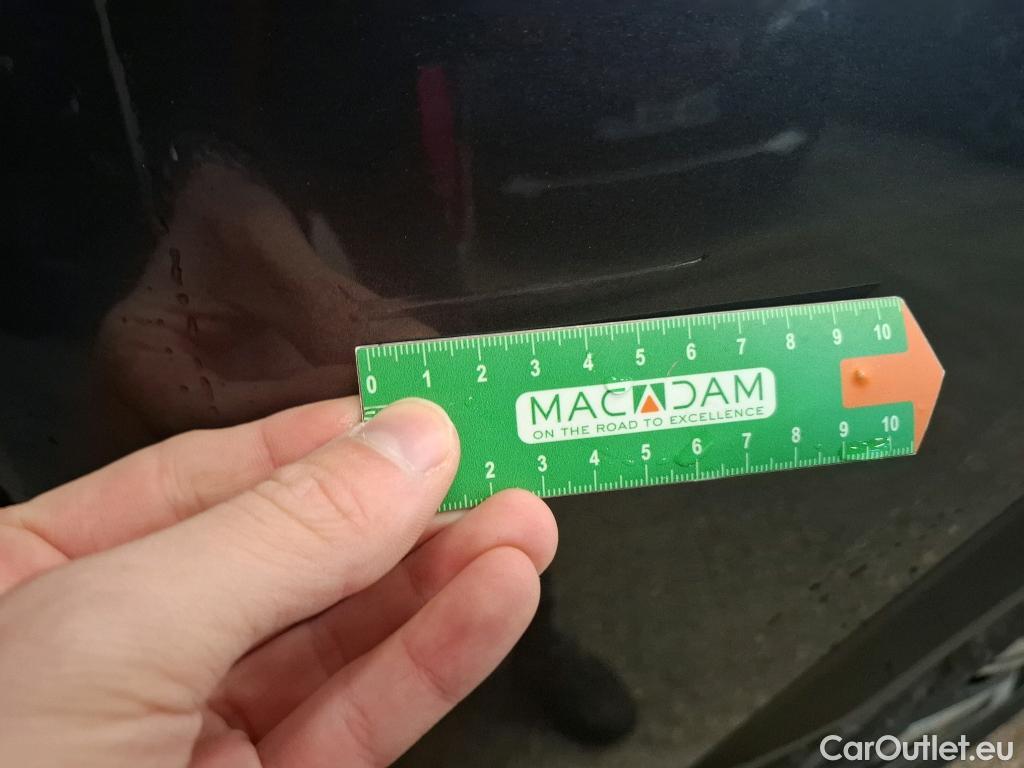 0 1 2 3 4 5 6 7 8 9 10
MACADAM
ON THE ROAD TO EXCELLENCE
2 3 4 5 6 7 8 9 10
CarOutlet.eu